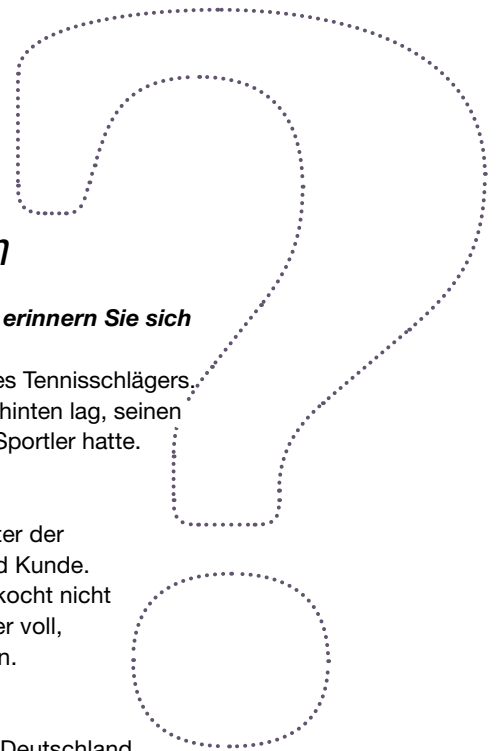 n
erinnern Sie sich
es Tennisschlägers.
hinten lag, seinen
Sportler hatte.
ter der
d Kunde.
kocht nicht
er voll,
n.
Deutschland